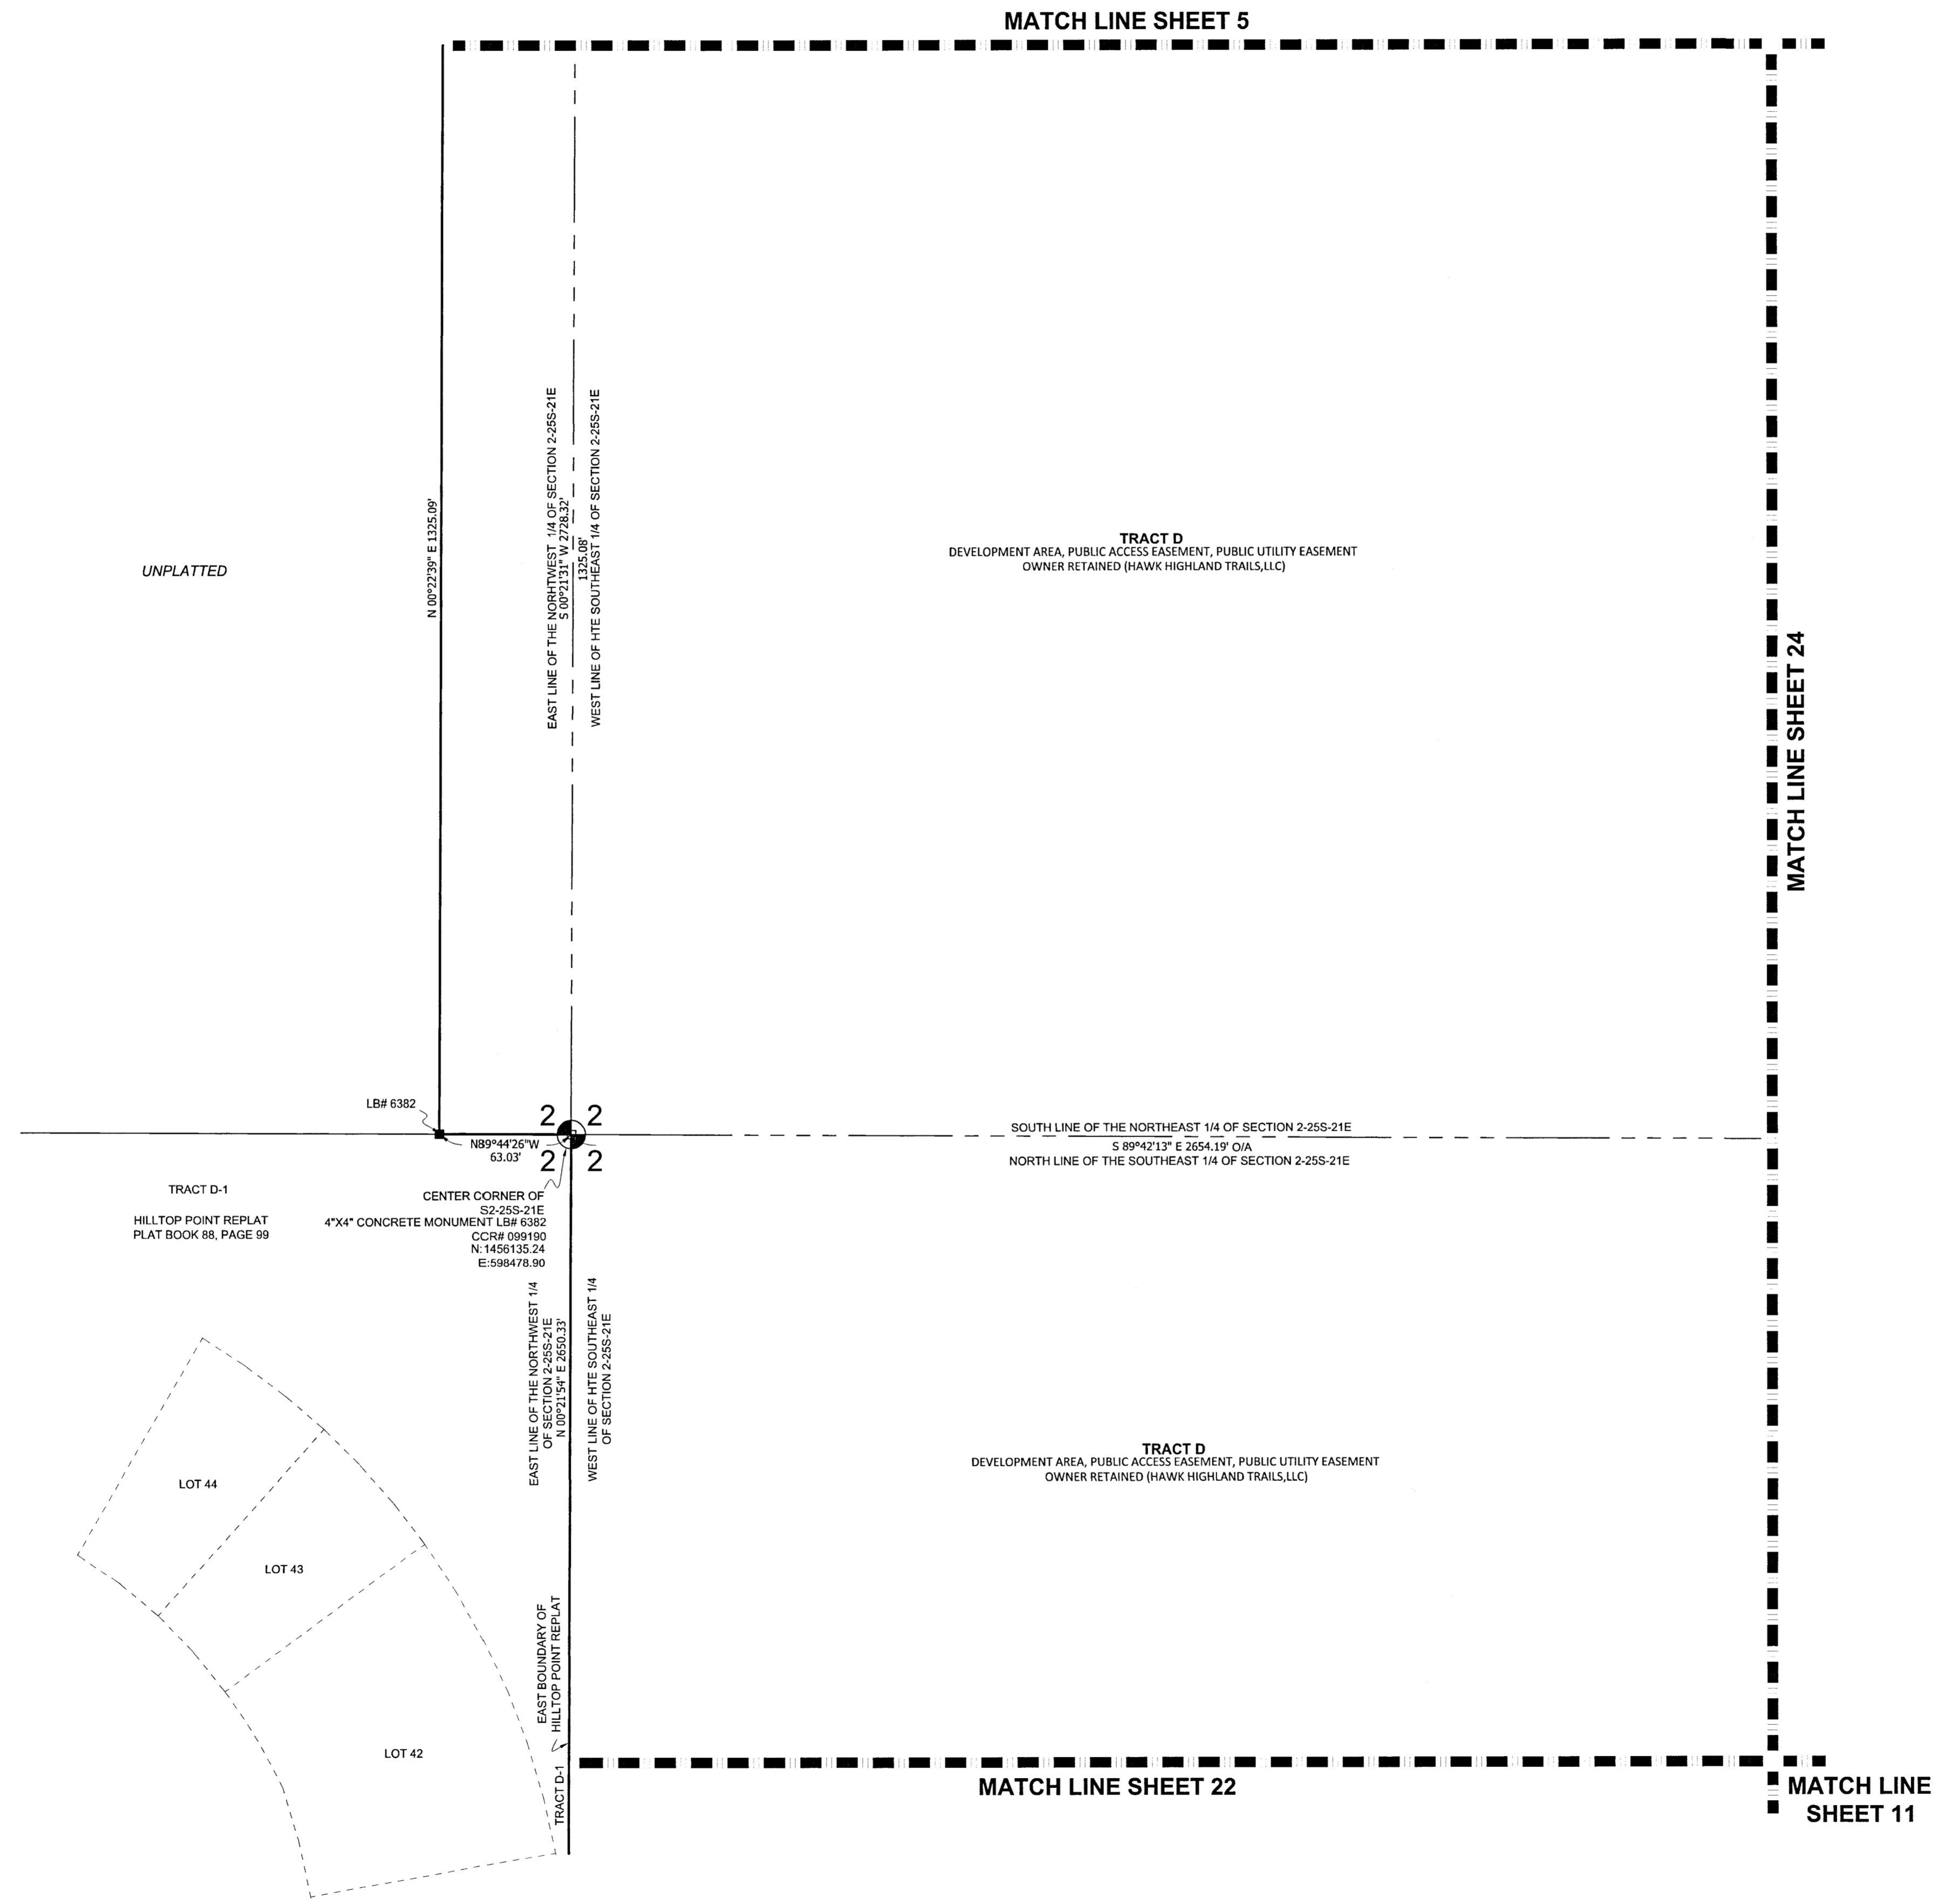 MATCH LINE SHEET 5
EAST LINE OF THE NORHTWEST 1/4 OF SECTION 2-25S-21E
S 00°21'31" W 2728.32'
1325.08'
WEST LINE OF HTE SOUTHEAST 1/4 OF SECTION 2-25S-21E
N 00°22'39" E 1325.09'
UNPLATTED
TRACT D
DEVELOPMENT AREA, PUBLIC ACCESS EASEMENT, PUBLIC UTILITY EASEMENT
OWNER RETAINED (HAWK HIGHLAND TRAILS,LLC)
MATCH LINE SHEET 24
LB# 6382
2 2
N89°44'26"W
63.03'
2 2
SOUTH LINE OF THE NORTHEAST 1/4 OF SECTION 2-25S-21E
S 89°42'13" E 2654.19' O/A
NORTH LINE OF THE SOUTHEAST 1/4 OF SECTION 2-25S-21E
TRACT D-1
HILLTOP POINT REPLAT
PLAT BOOK 88, PAGE 99
CENTER CORNER OF
S2-25S-21E
4"X4" CONCRETE MONUMENT LB# 6382
CCR# 099190
N:1456135.24
E:598478.90
EAST LINE OF THE NORTHWEST 1/4
OF SECTION 2-25S-21E
N 00°21'54" E 2650.33'
WEST LINE OF HTE SOUTHEAST 1/4
OF SECTION 2-25S-21E
TRACT D
DEVELOPMENT AREA, PUBLIC ACCESS EASEMENT, PUBLIC UTILITY EASEMENT
OWNER RETAINED (HAWK HIGHLAND TRAILS,LLC)
LOT 44
LOT 43
LOT 42
EAST BOUNDARY OF
HILLTOP POINT REPLAT
TRACT D-1
MATCH LINE SHEET 22
MATCH LINE
SHEET 11